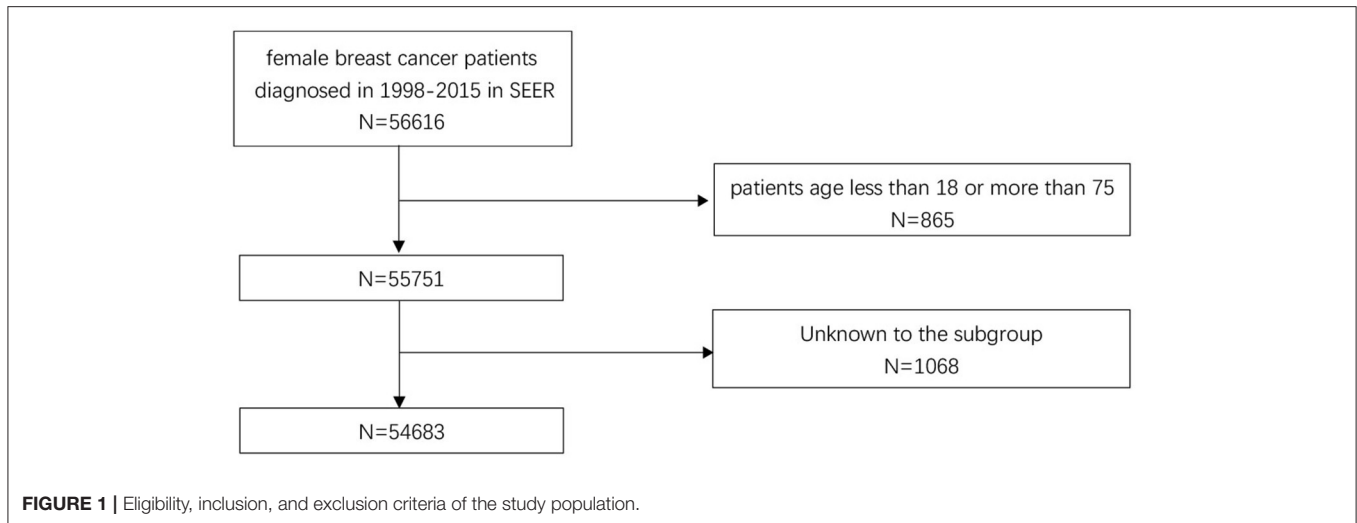 female breast cancer patients
diagnosed in 1998-2015 in SEER
N=56616
patients age less than 18 or more than 75
N=865
N=55751
Unknown to the subgroup
N=1068
N=54683
FIGURE 1 | Eligibility, inclusion, and exclusion criteria of the study population.